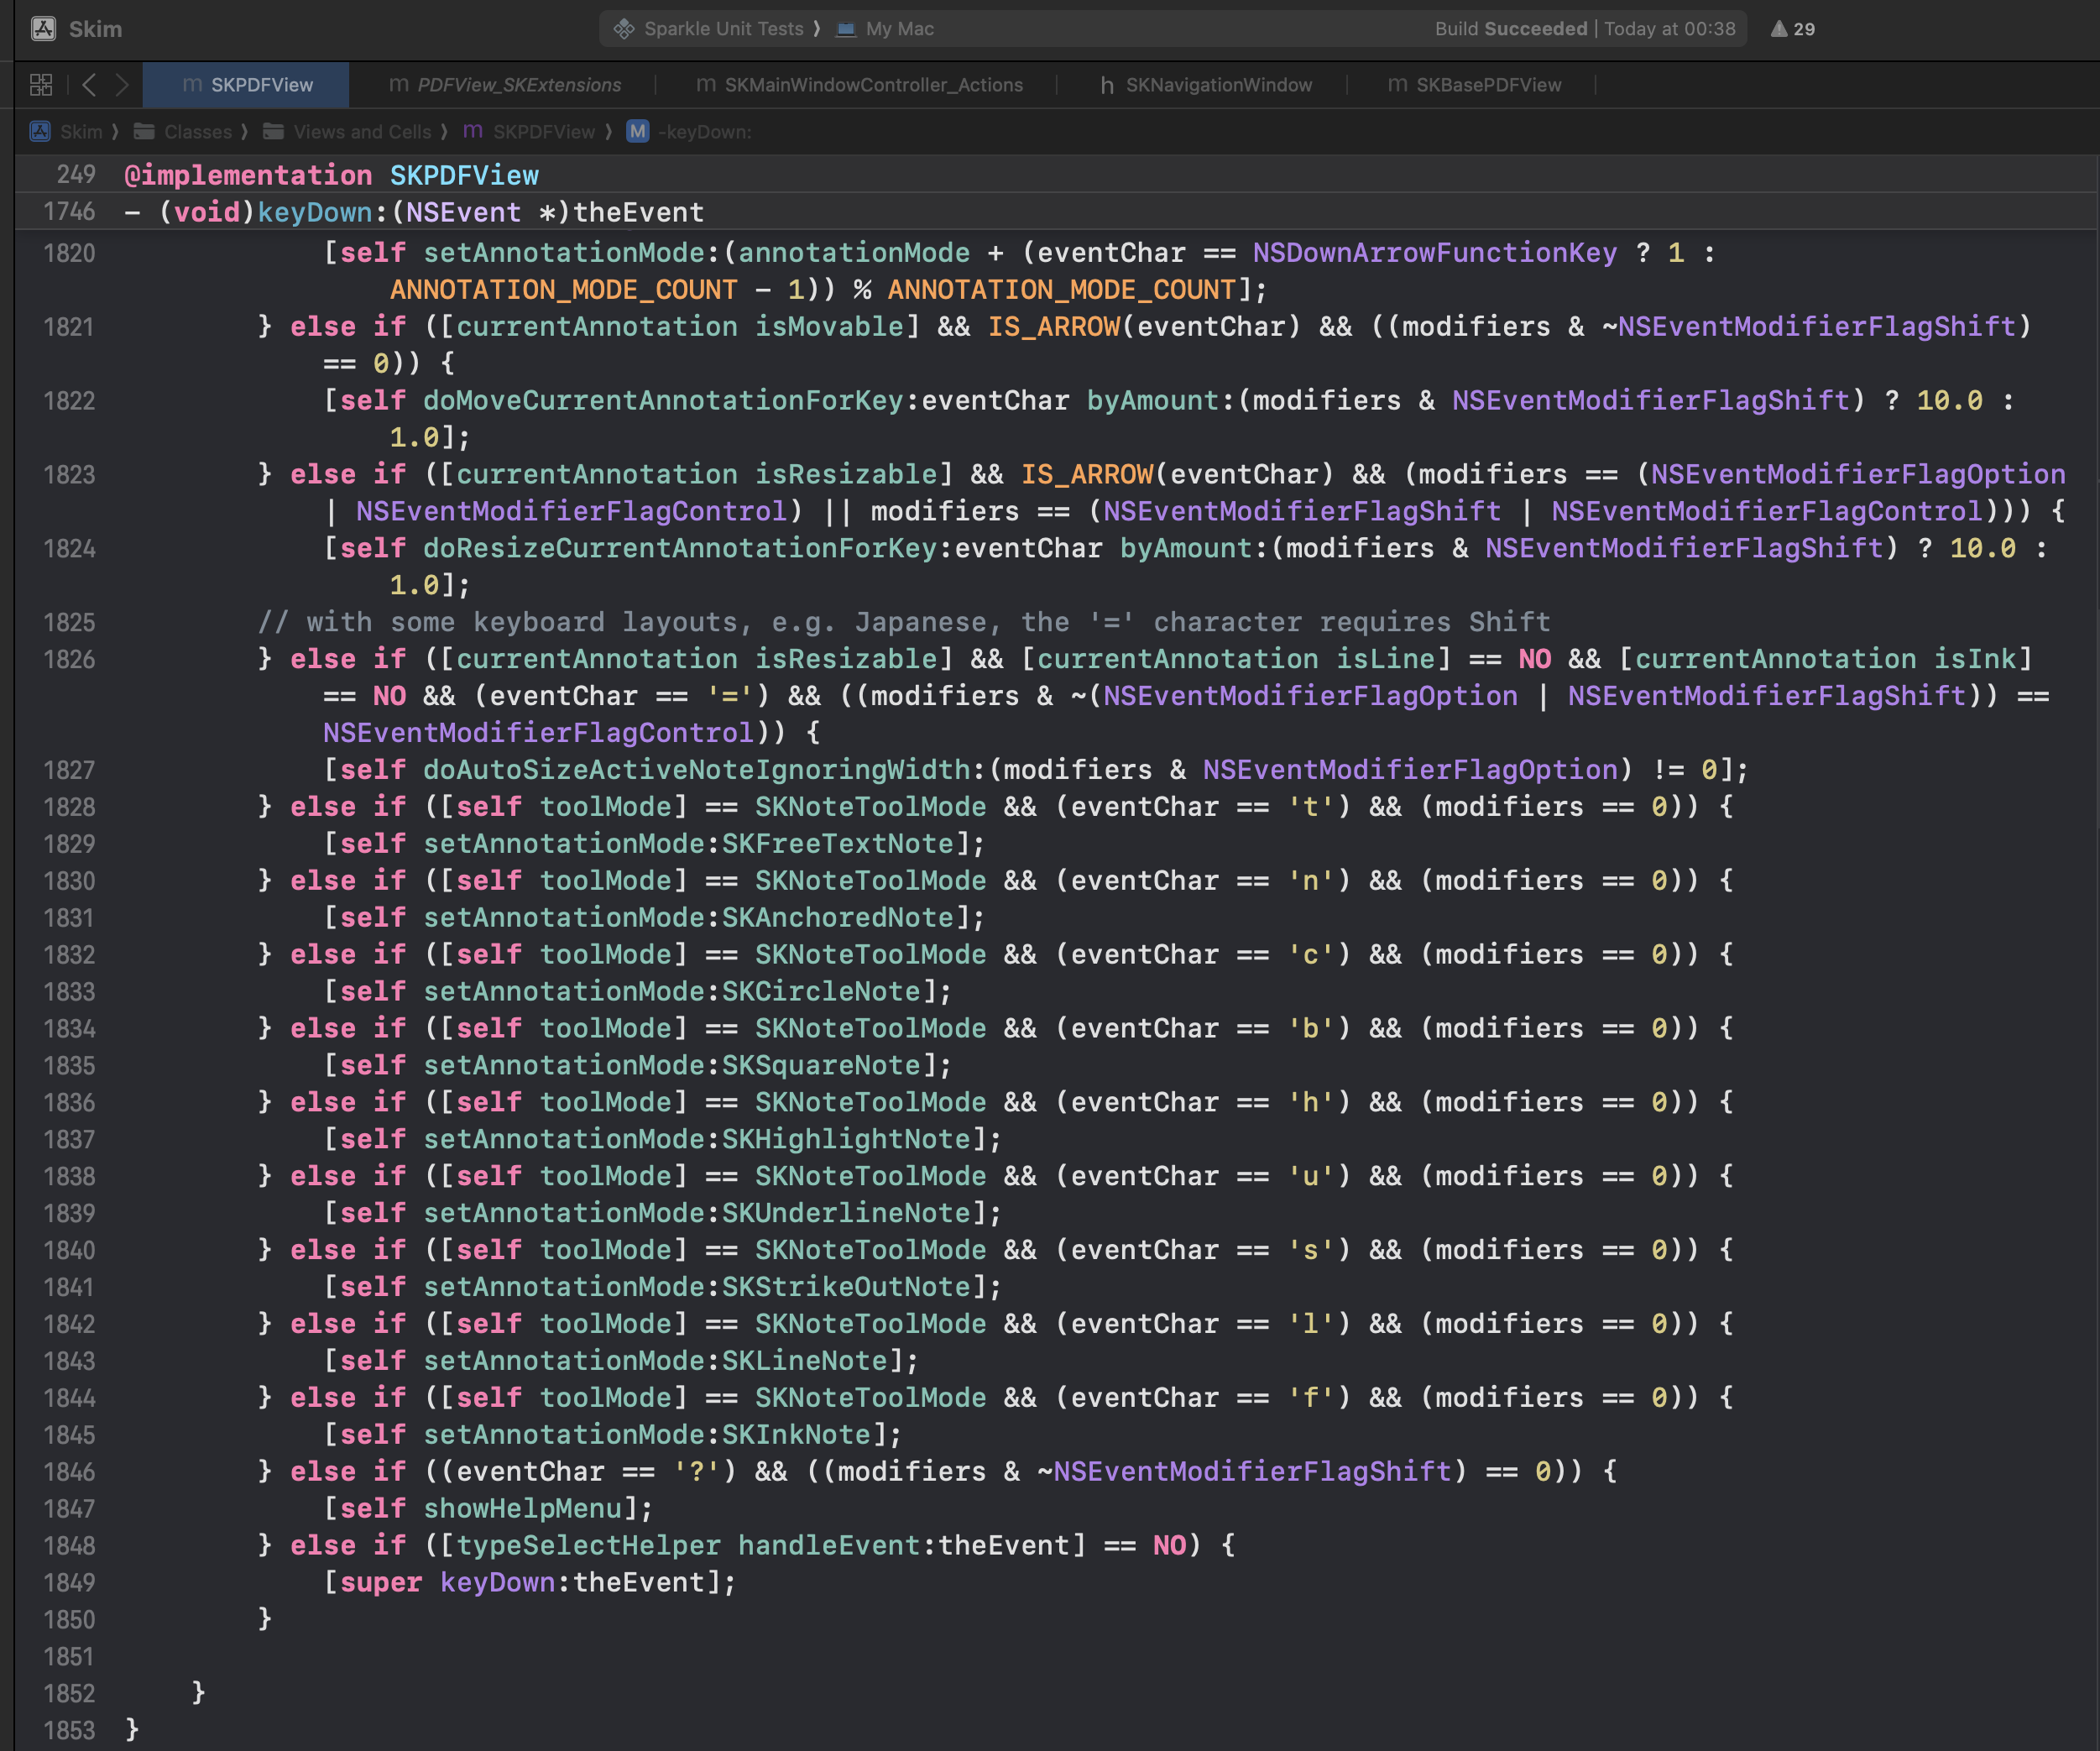 Skim
Sparkle Unit Tests ⟩ My Mac
Build Succeeded | Today at 00:38
29
m SKPDFView
m PDFView_SKExtensions
m SKMainWindowController_Actions
h SKNavigationWindow
m SKBasePDFView
Skim ⟩ Classes ⟩ Views and Cells ⟩ m SKPDFView ⟩ M -keyDown:
249 @implementation SKPDFView
1746 - (void)keyDown:(NSEvent *)theEvent
1820 [self setAnnotationMode:(annotationMode + (eventChar == NSDownArrowFunctionKey ? 1 :
ANNOTATION_MODE_COUNT - 1)) % ANNOTATION_MODE_COUNT];
1821 } else if ([currentAnnotation isMovable] && IS_ARROW(eventChar) && ((modifiers & ~NSEventModifierFlagShift)
== 0)) {
1822 [self doMoveCurrentAnnotationForKey:eventChar byAmount:(modifiers & NSEventModifierFlagShift) ? 10.0 :
1.0];
1823 } else if ([currentAnnotation isResizable] && IS_ARROW(eventChar) && (modifiers == (NSEventModifierFlagOption
| NSEventModifierFlagControl) || modifiers == (NSEventModifierFlagShift | NSEventModifierFlagControl))) {
1824 [self doResizeCurrentAnnotationForKey:eventChar byAmount:(modifiers & NSEventModifierFlagShift) ? 10.0 :
1.0];
1825 // with some keyboard layouts, e.g. Japanese, the '=' character requires Shift
1826 } else if ([currentAnnotation isResizable] && [currentAnnotation isLine] == NO && [currentAnnotation isInk]
== NO && (eventChar == '=') && ((modifiers & ~(NSEventModifierFlagOption | NSEventModifierFlagShift)) ==
NSEventModifierFlagControl)) {
1827 [self doAutoSizeActiveNoteIgnoringWidth:(modifiers & NSEventModifierFlagOption) != 0];
1828 } else if ([self toolMode] == SKNoteToolMode && (eventChar == 't') && (modifiers == 0)) {
1829 [self setAnnotationMode:SKFreeTextNote];
1830 } else if ([self toolMode] == SKNoteToolMode && (eventChar == 'n') && (modifiers == 0)) {
1831 [self setAnnotationMode:SKAnchoredNote];
1832 } else if ([self toolMode] == SKNoteToolMode && (eventChar == 'c') && (modifiers == 0)) {
1833 [self setAnnotationMode:SKCircleNote];
1834 } else if ([self toolMode] == SKNoteToolMode && (eventChar == 'b') && (modifiers == 0)) {
1835 [self setAnnotationMode:SKSquareNote];
1836 } else if ([self toolMode] == SKNoteToolMode && (eventChar == 'h') && (modifiers == 0)) {
1837 [self setAnnotationMode:SKHighlightNote];
1838 } else if ([self toolMode] == SKNoteToolMode && (eventChar == 'u') && (modifiers == 0)) {
1839 [self setAnnotationMode:SKUnderlineNote];
1840 } else if ([self toolMode] == SKNoteToolMode && (eventChar == 's') && (modifiers == 0)) {
1841 [self setAnnotationMode:SKStrikeOutNote];
1842 } else if ([self toolMode] == SKNoteToolMode && (eventChar == 'l') && (modifiers == 0)) {
1843 [self setAnnotationMode:SKLineNote];
1844 } else if ([self toolMode] == SKNoteToolMode && (eventChar == 'f') && (modifiers == 0)) {
1845 [self setAnnotationMode:SKInkNote];
1846 } else if ((eventChar == '?') && ((modifiers & ~NSEventModifierFlagShift) == 0)) {
1847 [self showHelpMenu];
1848 } else if ([typeSelectHelper handleEvent:theEvent] == NO) {
1849 [super keyDown:theEvent];
1850 }
1851
1852 }
1853 }